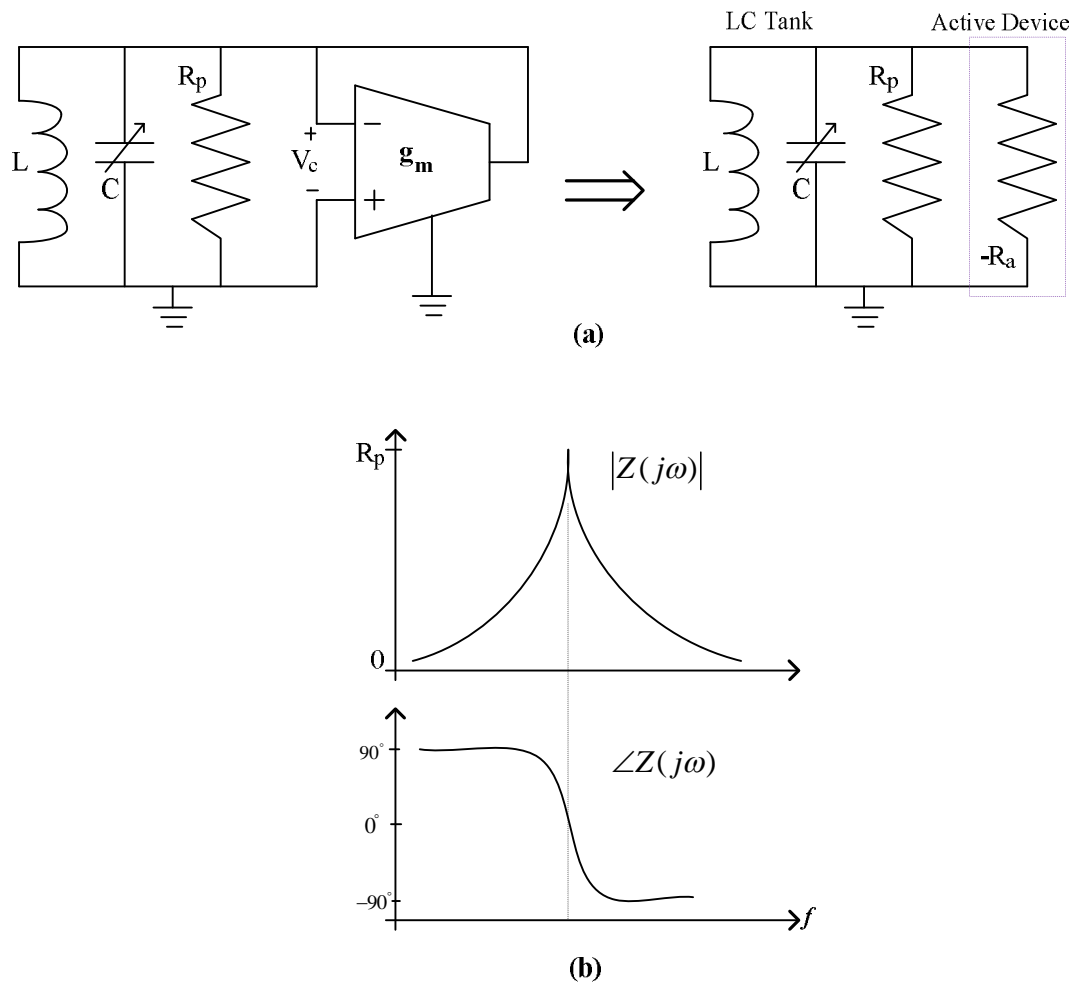 LC Tank
Active Device
L
C
Rp
+
Vc
-
−
gm
+
L
C
Rp
-Ra
(a)
Rp
|Z(jω)|
0
90°
∠Z(jω)
0°
−90°
f
(b)